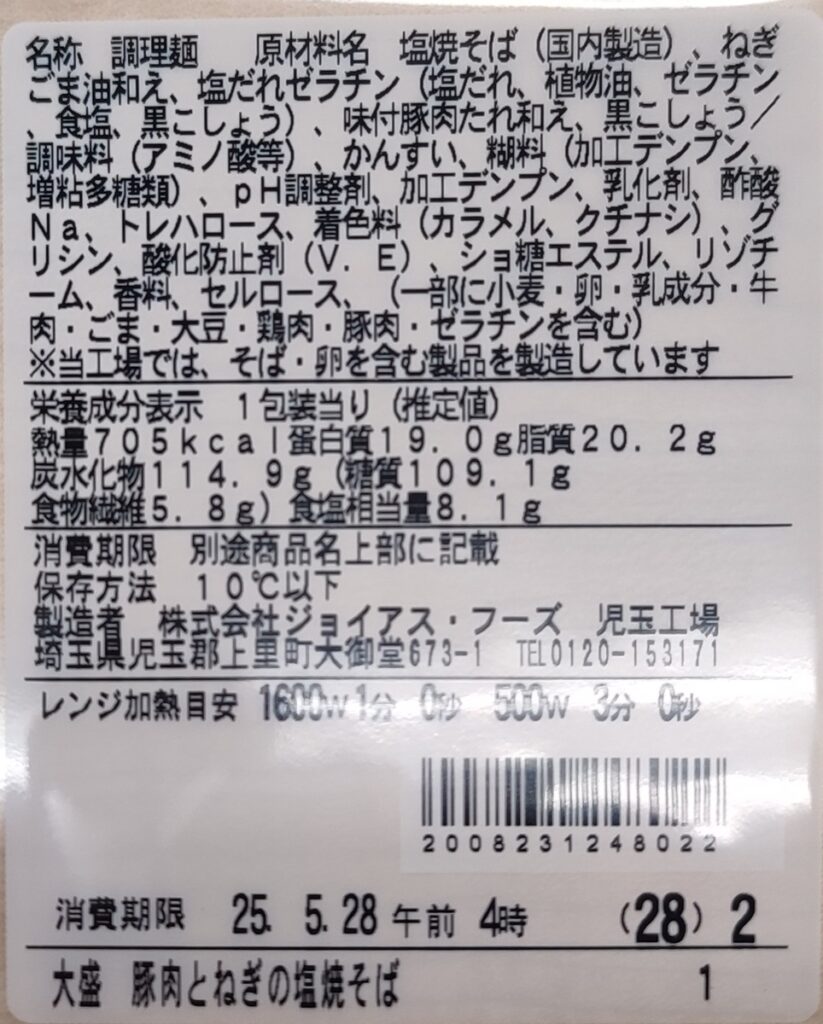 名称　調理麺　　原材料名　塩焼そば（国内製造）、ねぎ
ごま油和え、塩だれゼラチン（塩だれ、植物油、ゼラチン
、食塩、黒こしょう）、味付豚肉たれ和え、黒こしょう／
調味料（アミノ酸等）、かんすい、糊料（加工デンプン、
増粘多糖類）、ｐＨ調整剤、加工デンプン、乳化剤、酢酸
Ｎａ、トレハロース、着色料（カラメル、クチナシ）、グ
リシン、酸化防止剤（Ｖ．Ｅ）、ショ糖エステル、リゾチ
ーム、香料、セルロース、（一部に小麦・卵・乳成分・牛
肉・ごま・大豆・鶏肉・豚肉・ゼラチンを含む）
※当工場では、そば・卵を含む製品を製造しています
栄養成分表示　１包装当り（推定値）
熱量７０５ｋｃａｌ蛋白質１９．０ｇ脂質２０．２ｇ
炭水化物１１４．９ｇ（糖質１０９．１ｇ
食物繊維５．８ｇ）食塩相当量８．１ｇ
消費期限　別途商品名上部に記載
保存方法　１０℃以下
製造者　株式会社ジョイアス・フーズ　児玉工場
埼玉県児玉郡上里町大御堂673-1　TEL0120-153171
レンジ加熱目安　1600W 1分　0秒　500W　3分　0秒
2008231248022
消費期限　25. 5.28 午前 4時　（28）2
大盛　豚肉とねぎの塩焼そば　1